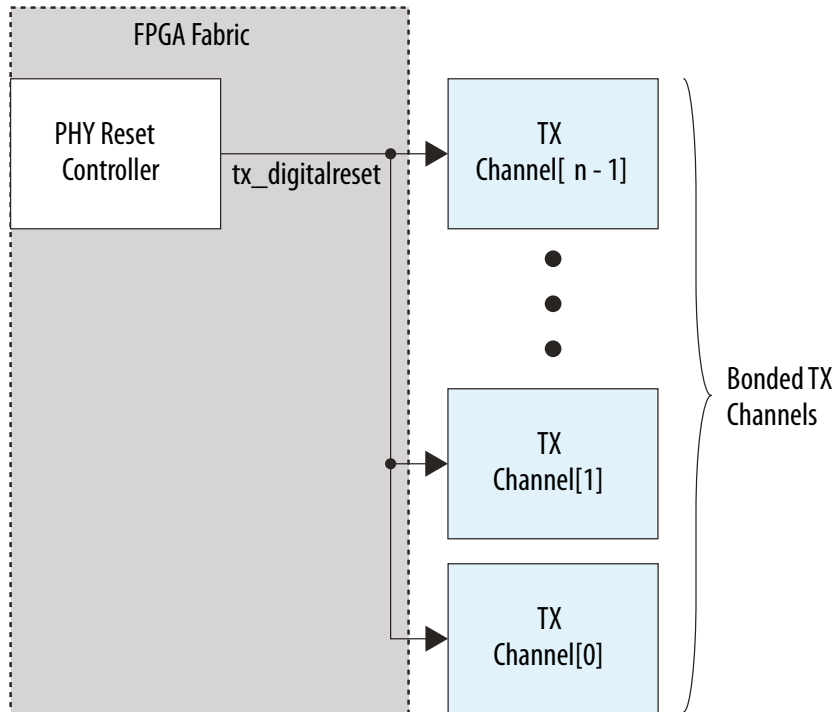 FPGA Fabric
PHY Reset
Controller
tx_digitalreset
TX
Channel[ n - 1]
TX
Channel[1]
TX
Channel[0]
Bonded TX
Channels